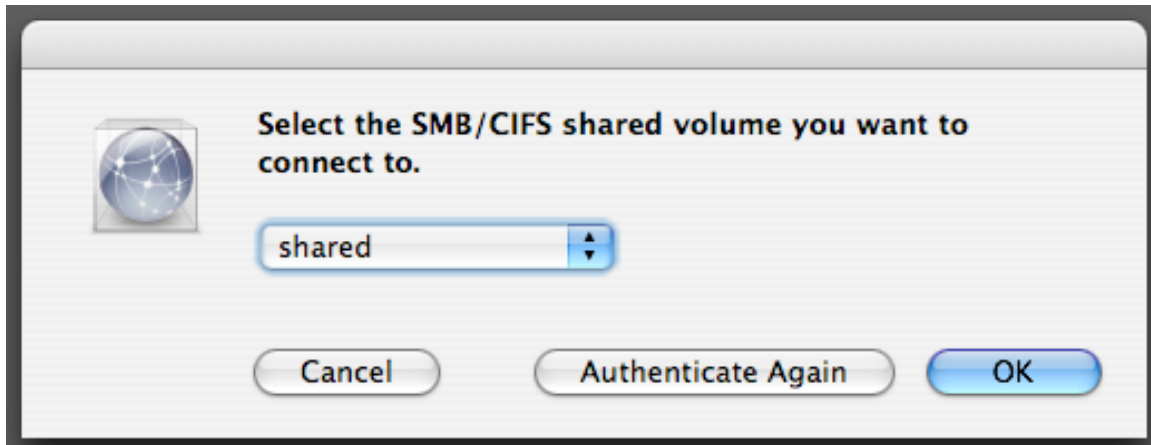 Select the SMB/CIFS shared volume you want to
connect to.
shared
Cancel
Authenticate Again
OK